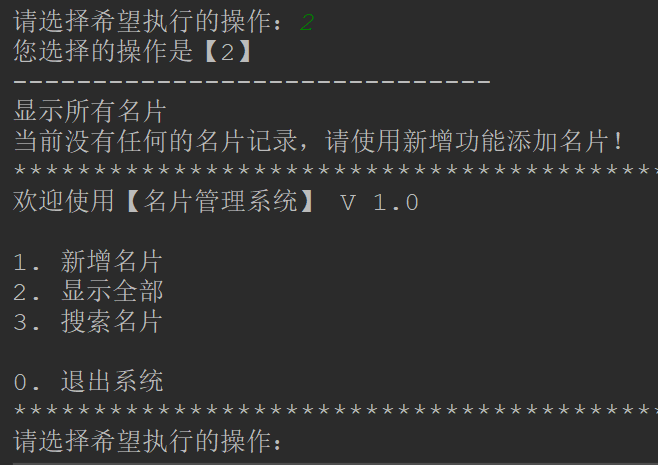 请选择希望执行的操作：2
您选择的操作是【2】
------------------------------
显示所有名片
当前没有任何的名片记录，请使用新增功能添加名片！
*****************************************
欢迎使用【名片管理系统】 V 1.0
1. 新增名片
2. 显示全部
3. 搜索名片
0. 退出系统
*****************************************
请选择希望执行的操作：